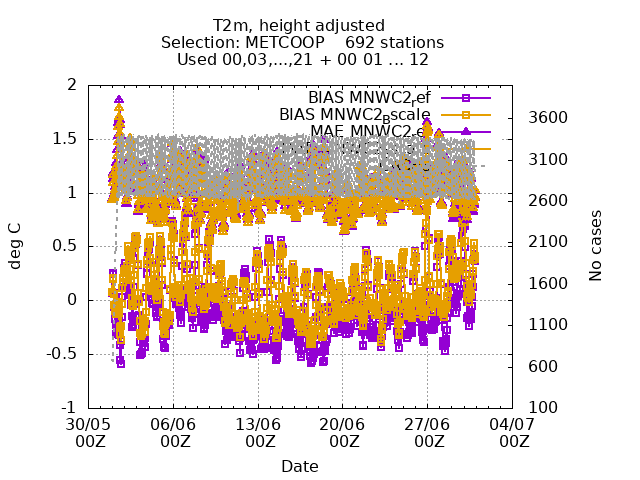 T2m, height adjusted
Selection: METCOOP 692 stations
Used 00,03,...,21 + 00 01 ... 12
BIAS MNWC2ref
BIAS MNWC2Bscale
MAE MNWC2
2
1.5
1
0.5
0
-0.5
-1
deg C
3600
3100
2600
2100
1600
1100
600
100
No cases
30/05 06/06 13/06 20/06 27/06 04/07
00Z 00Z 00Z 00Z 00Z 00Z
Date